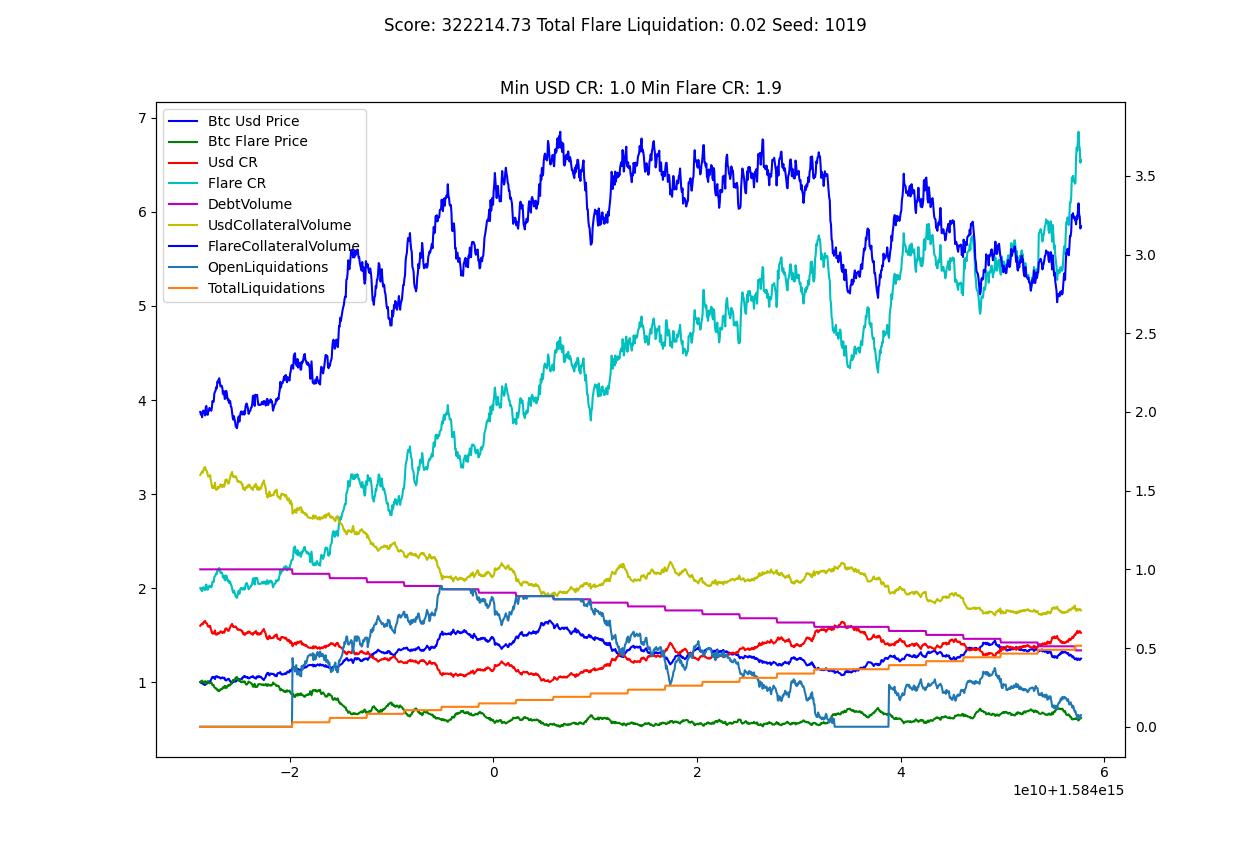 Score: 322214.73 Total Flare Liquidation: 0.02 Seed: 1019
Min USD CR: 1.0 Min Flare CR: 1.9
Btc Usd Price
Btc Flare Price
Usd CR
Flare CR
DebtVolume
UsdCollateralVolume
FlareCollateralVolume
OpenLiquidations
TotalLiquidations
7
6
5
4
3
2
1
3.5
3.0
2.5
2.0
1.5
1.0
0.5
0.0
−2 0 2 4 6
1e10+1.584e15